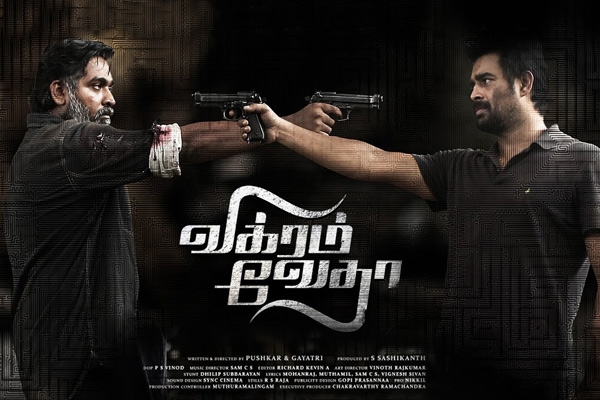 விக்ரம்
வேதா
WRITTEN & DIRECTED BY PUSHKAR & GAYATRI PRODUCED BY S SASHIKANTH
DOP P S VINOD MUSIC DIRECTOR SAM C S EDITOR RICHARD KEVIN A ART DIRECTOR VINOTH RAJKUMAR
STUNT DHILIP SUBBARAYAN LYRICS MOHANRAJ, MUTHAMIL, SAM C S, VIGNESH SIVAN
SOUND DESIGN SYNC CINEMA STILLS R S RAJA PUBLICITY DESIGN GOPI PRASANNAA PRO NIKKIL
PRODUCTION CONTROLLER MUTHURAMALINGAM EXECUTIVE PRODUCER CHAKRAVARTHY RAMACHANDRA